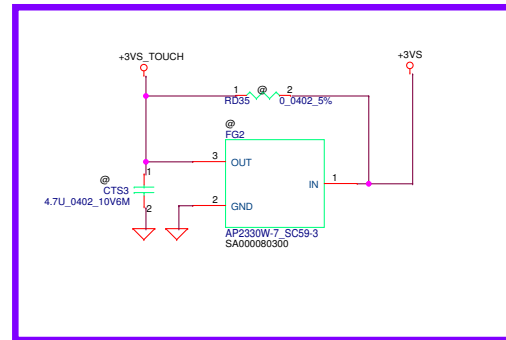 +3VS_TOUCH
+3VS
1 @ 2
RD35 0_0402_5%
@
FG2
3 OUT
IN 1
2 GND
AP2330W-7_SC59-3
SA000080300
1
@
CTS3
4.7U_0402_10V6M
2